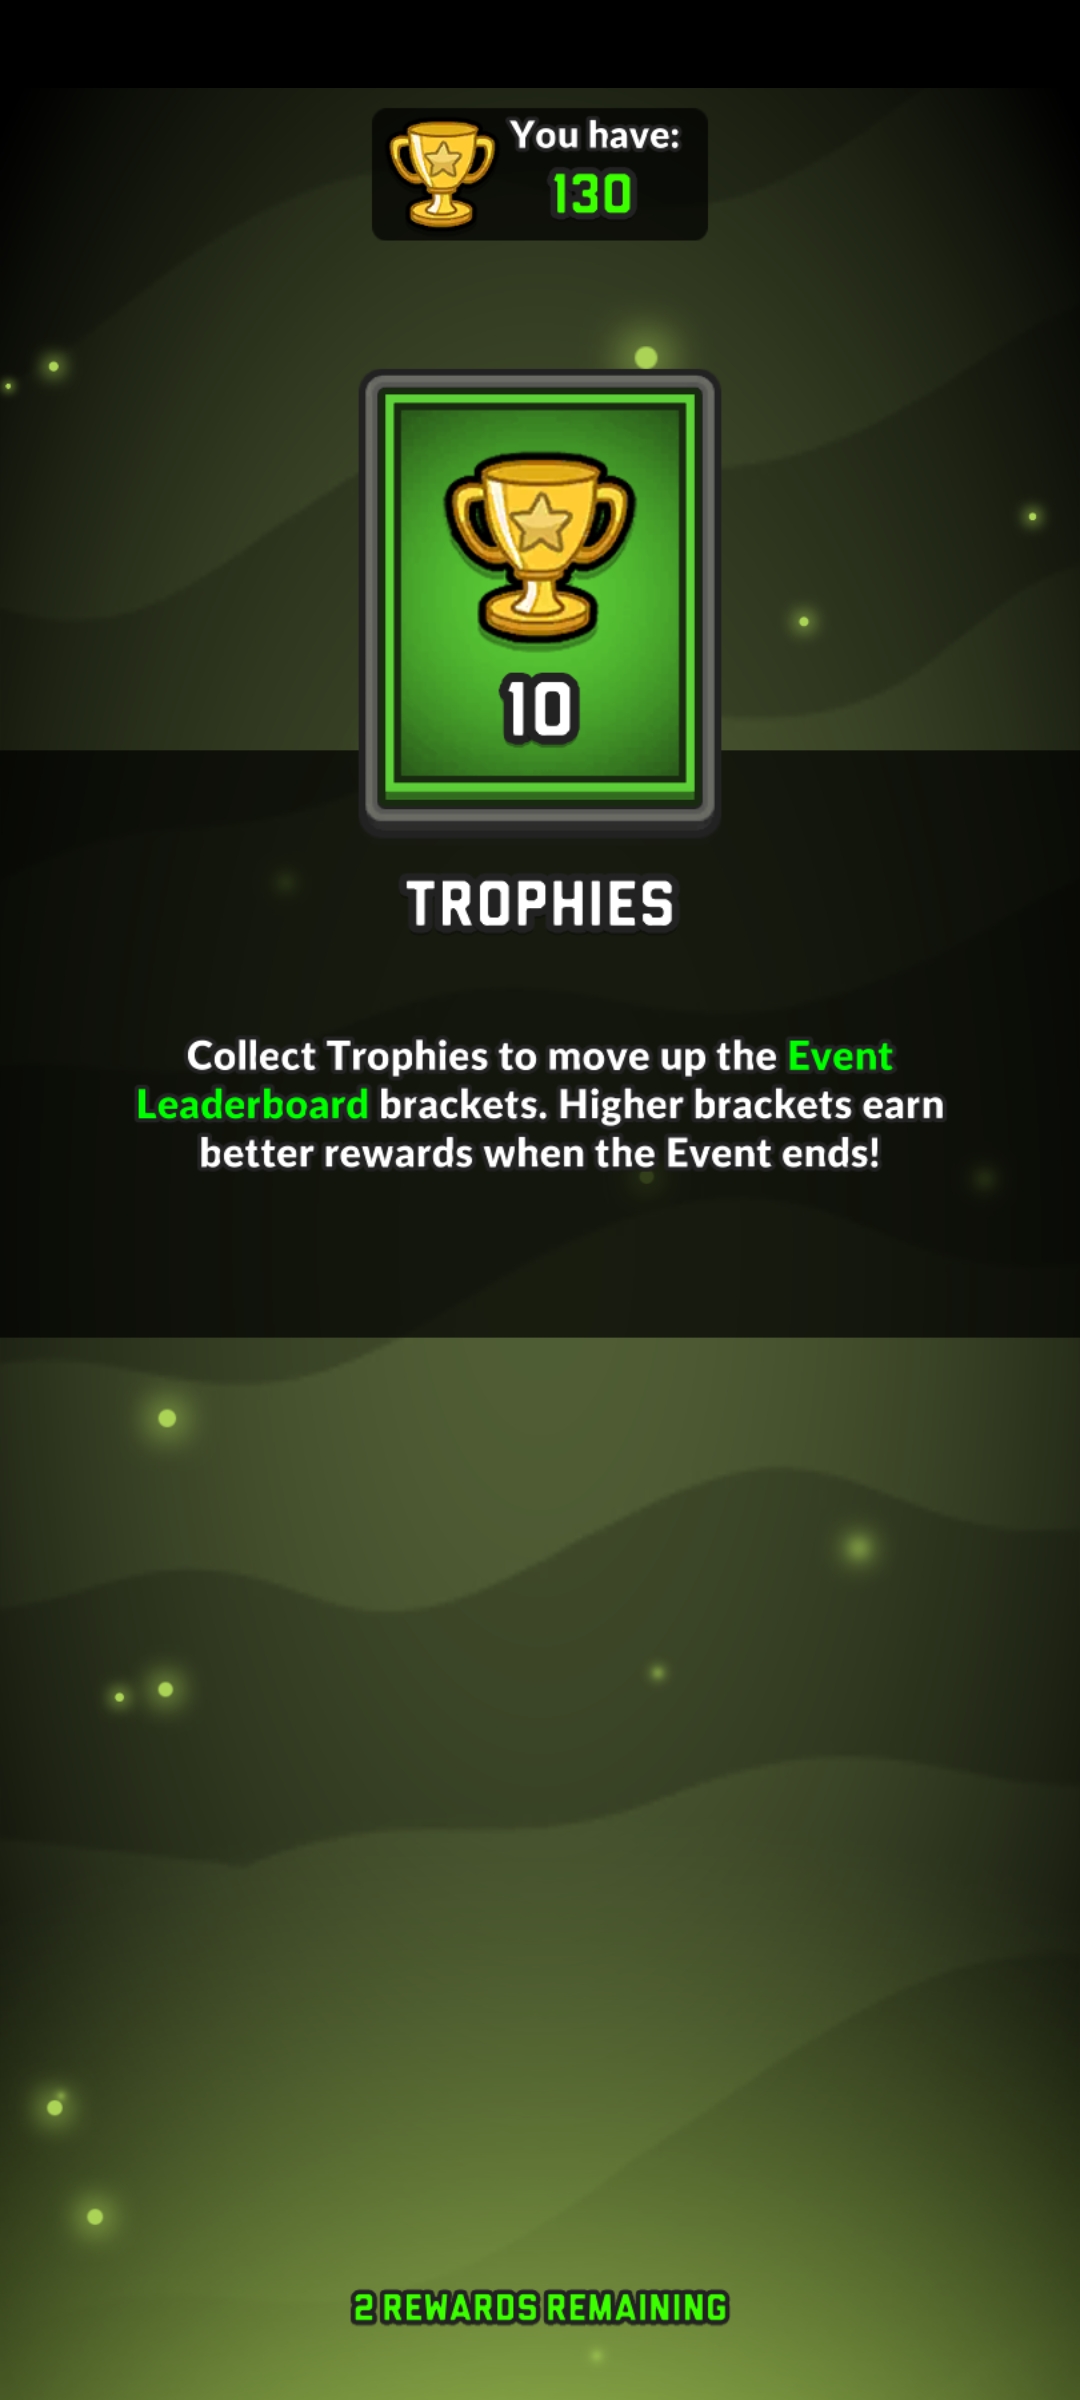 You have:
130
10
TROPHIES
Collect Trophies to move up the Event
Leaderboard brackets. Higher brackets earn
better rewards when the Event ends!
2 REWARDS REMAINING